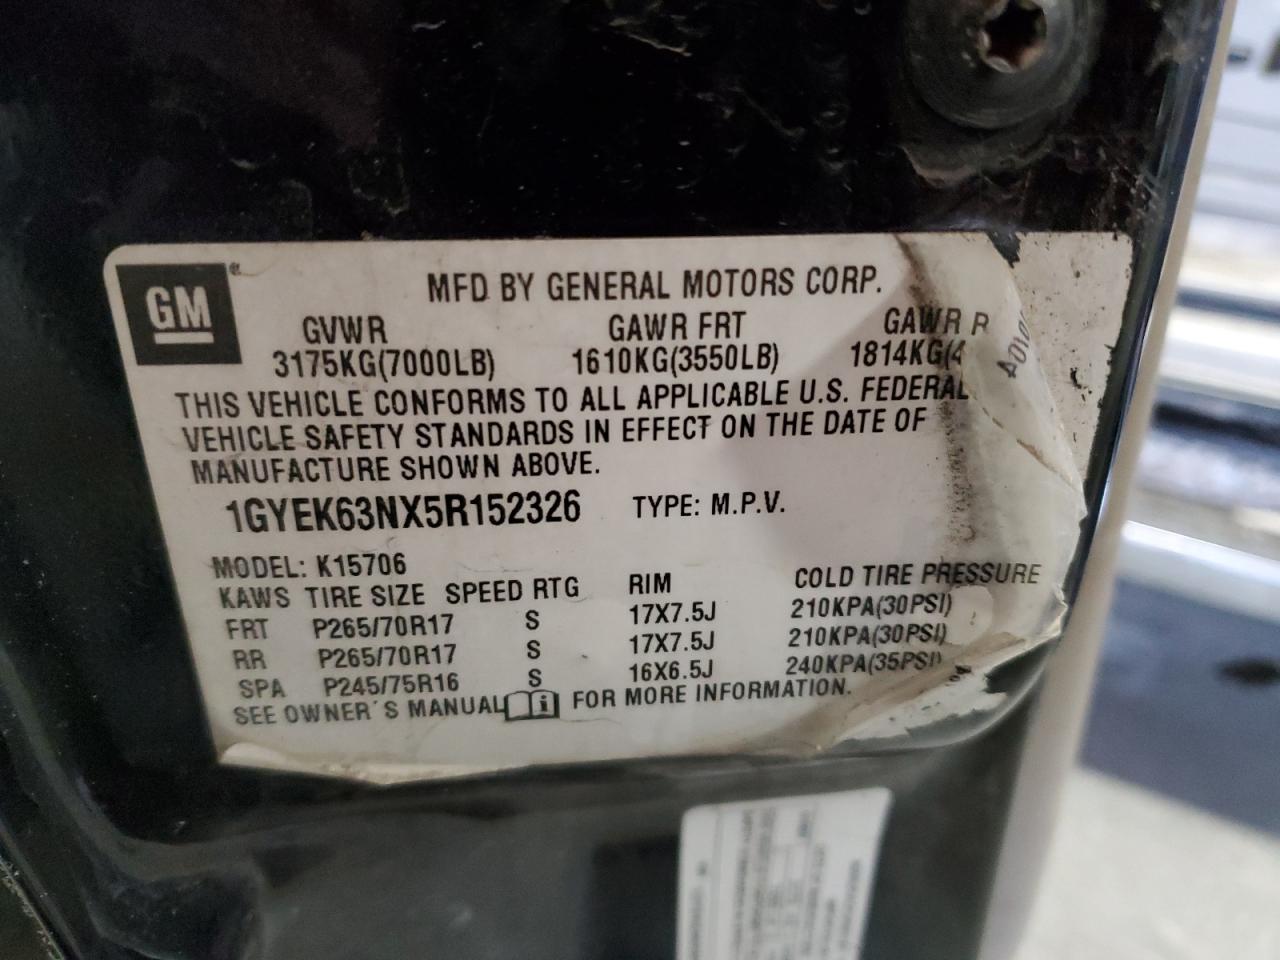 GM
MFD BY GENERAL MOTORS CORP.
GVWR GAWR FRT GAWR R
3175KG(7000LB) 1610KG(3550LB) 1814KG(4
THIS VEHICLE CONFORMS TO ALL APPLICABLE U.S. FEDERAL
VEHICLE SAFETY STANDARDS IN EFFECT ON THE DATE OF
MANUFACTURE SHOWN ABOVE.
1GYEK63NX5R152326 TYPE: M.P.V.
MODEL: K15706
KAWS TIRE SIZE SPEED RTG RIM COLD TIRE PRESSURE
FRT P265/70R17 S 17X7.5J 210KPA(30PSI)
RR P265/70R17 S 17X7.5J 210KPA(30PSI)
SPA P245/75R16 S 16X6.5J 240KPA(35PSI)
SEE OWNER'S MANUAL i FOR MORE INFORMATION.